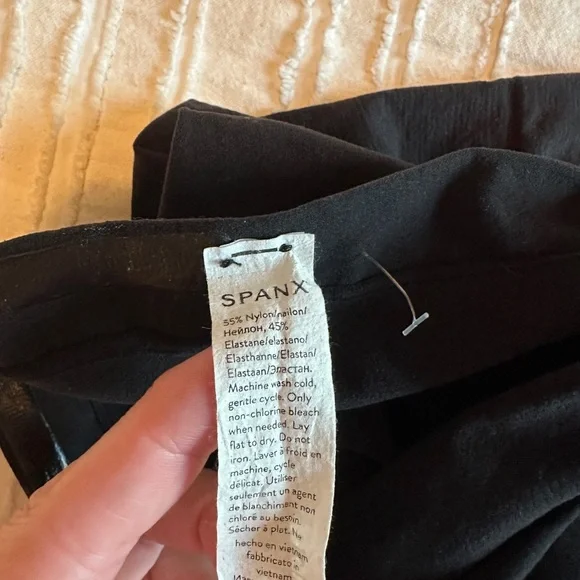 SPANX
55% Nylon/nailon/
Нейлон, 45%
Elastane/elastano/
Elasthanne/Elastan/
Elastaan/Эластан.
Machine wash cold,
gentle cycle. Only
non-chlorine bleach
when needed. Lay
flat to dry. Do not
iron. Laver à froid en
machine, cycle
délicat. Utiliser
seulement un agent
de blanchiment non
chloré au besoin.
Sécher à plat.
hecho en vietnam
fabbricato in
vietnam